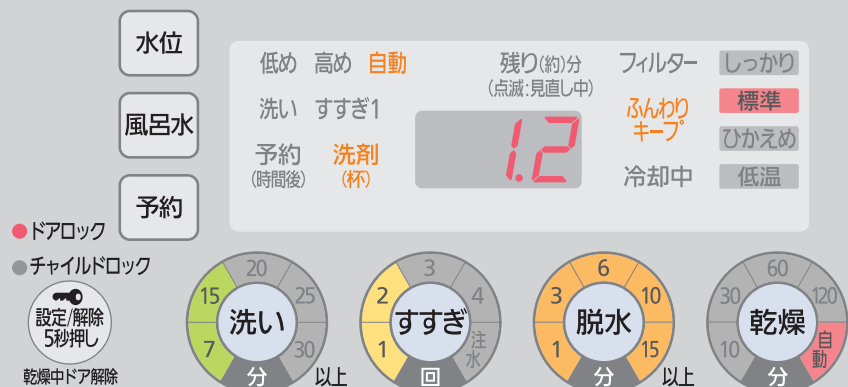 水位
低め 高め 自動
残り(約)分
(点滅:見直し中)
フィルター
しっかり
風呂水
洗い すすぎ1
1.2
ふんわり
キープ
標準
ひかえめ
予約
(時間後)
洗剤
(杯)
冷却中
低温
予約
ドアロック
チャイルドロック
設定/解除
5秒押し
乾燥中ドア解除
洗い
7 15 20 25 30
分
以上
すすぎ
1 2 3 4 注水
回
脱水
1 3 6 10 15
分
以上
乾燥
10 30 60 120 自動
分